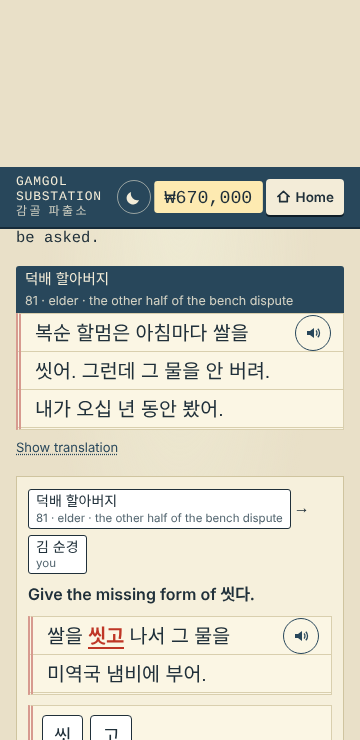 GAMGOL
SUBSTATION
감골 파출소
₩670,000
Home
be asked.
덕배 할아버지
81 · elder · the other half of the bench dispute
복순 할멈은 아침마다 쌀을
씻어. 그런데 그 물을 안 버려.
내가 오십 년 동안 봤어.
Show translation
덕배 할아버지
81 · elder · the other half of the bench dispute
→
김 순경
you
Give the missing form of 씻다.
쌀을 씻고 나서 그 물을
미역국 냄비에 부어.
씻 고